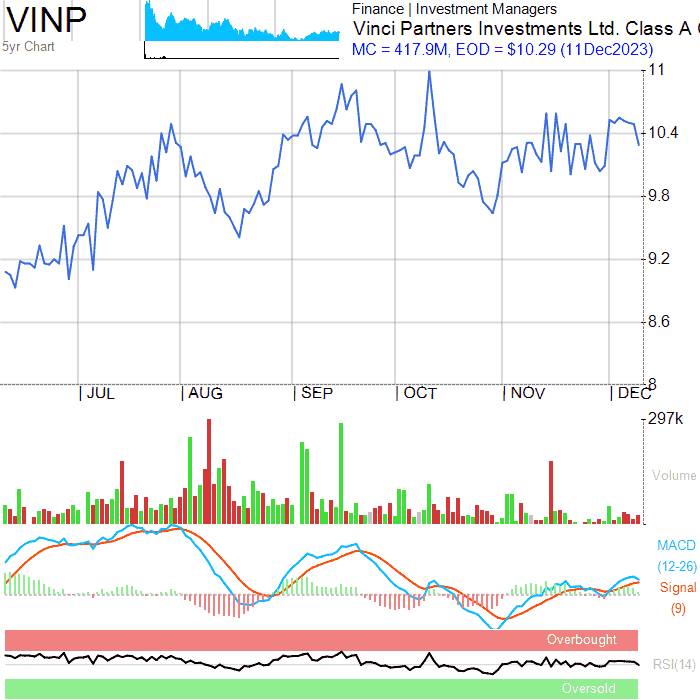 VINP
5yr Chart
Finance | Investment Managers
Vinci Partners Investments Ltd. Class A
MC = 417.9M, EOD = $10.29 (11Dec2023)
11
10.4
9.8
9.2
8.6
8
| JUL | AUG | SEP | OCT | NOV | DEC
297k
Volume
MACD
(12-26)
Signal
(9)
Overbought
RSI(14)
Oversold